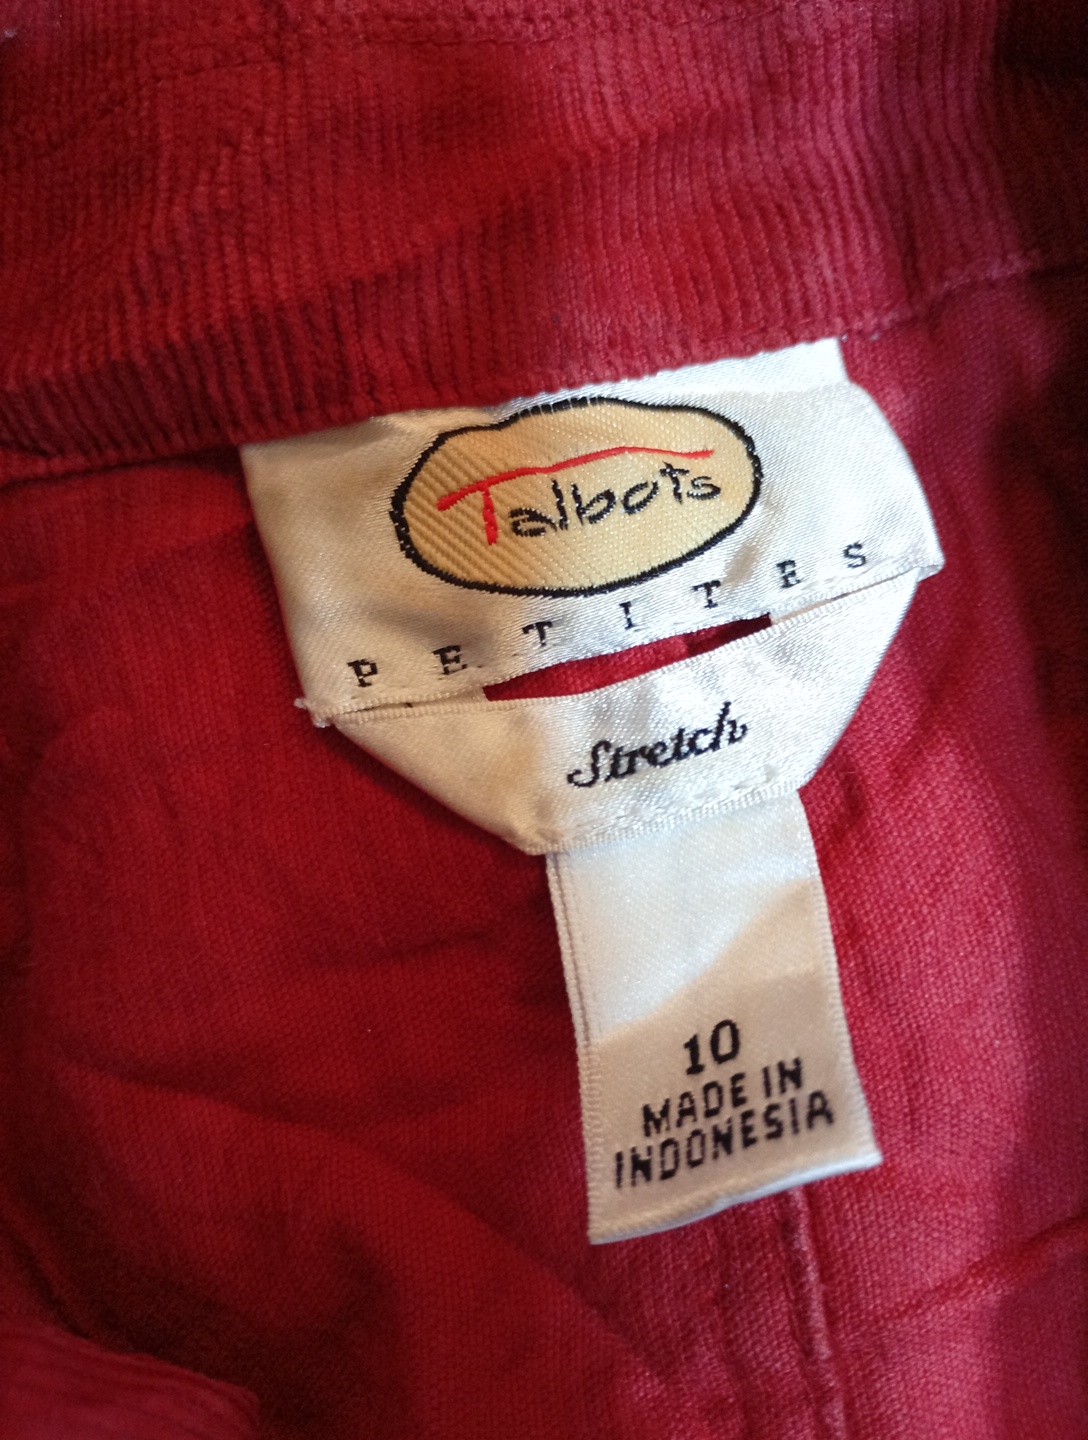 Talbots
PETITES
Stretch
10
MADE IN
INDONESIA